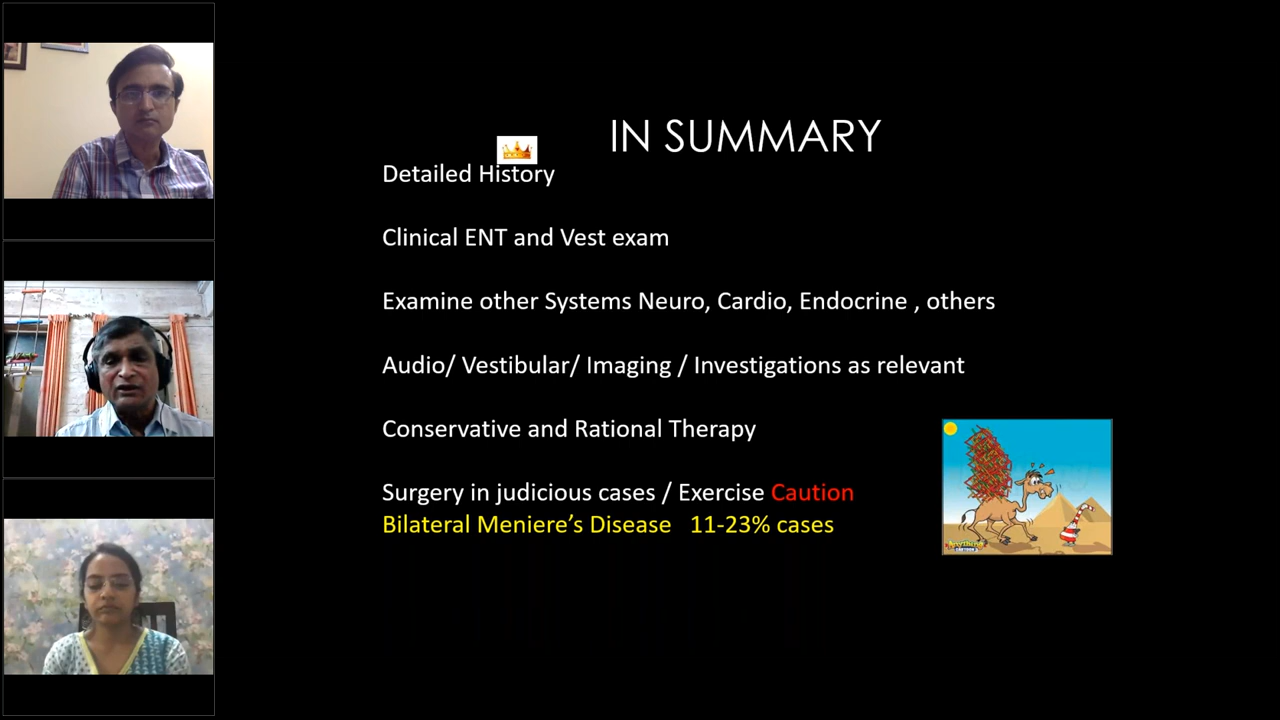 IN SUMMARY
Detailed History
Clinical ENT and Vest exam
Examine other Systems Neuro, Cardio, Endocrine , others
Audio/ Vestibular/ Imaging / Investigations as relevant
Conservative and Rational Therapy
Surgery in judicious cases / Exercise Caution
Bilateral Meniere's Disease 11-23% cases